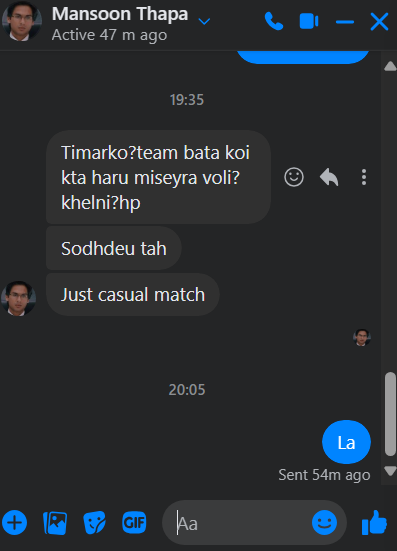 Mansoon Thapa
Active 47 m ago
19:35
Timarko?team bata koi
kta haru miseyra voli?
khelni?hp
Sodhdeu tah
Just casual match
20:05
La
Sent 54m ago
GIF
Aa